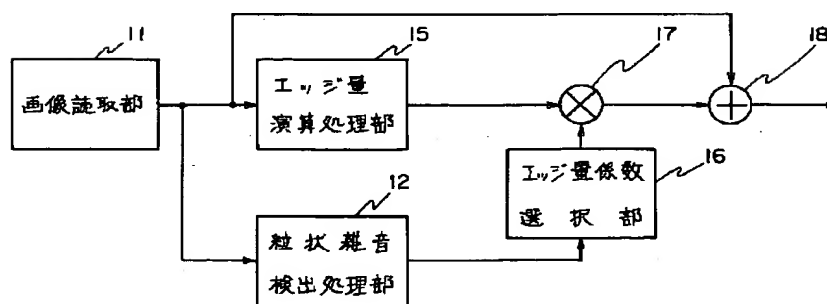 11
画像読取部
15
エッジ量
演算処理部
17
18
12
粒状雑音
検出処理部
16
エッジ量係数
選択部